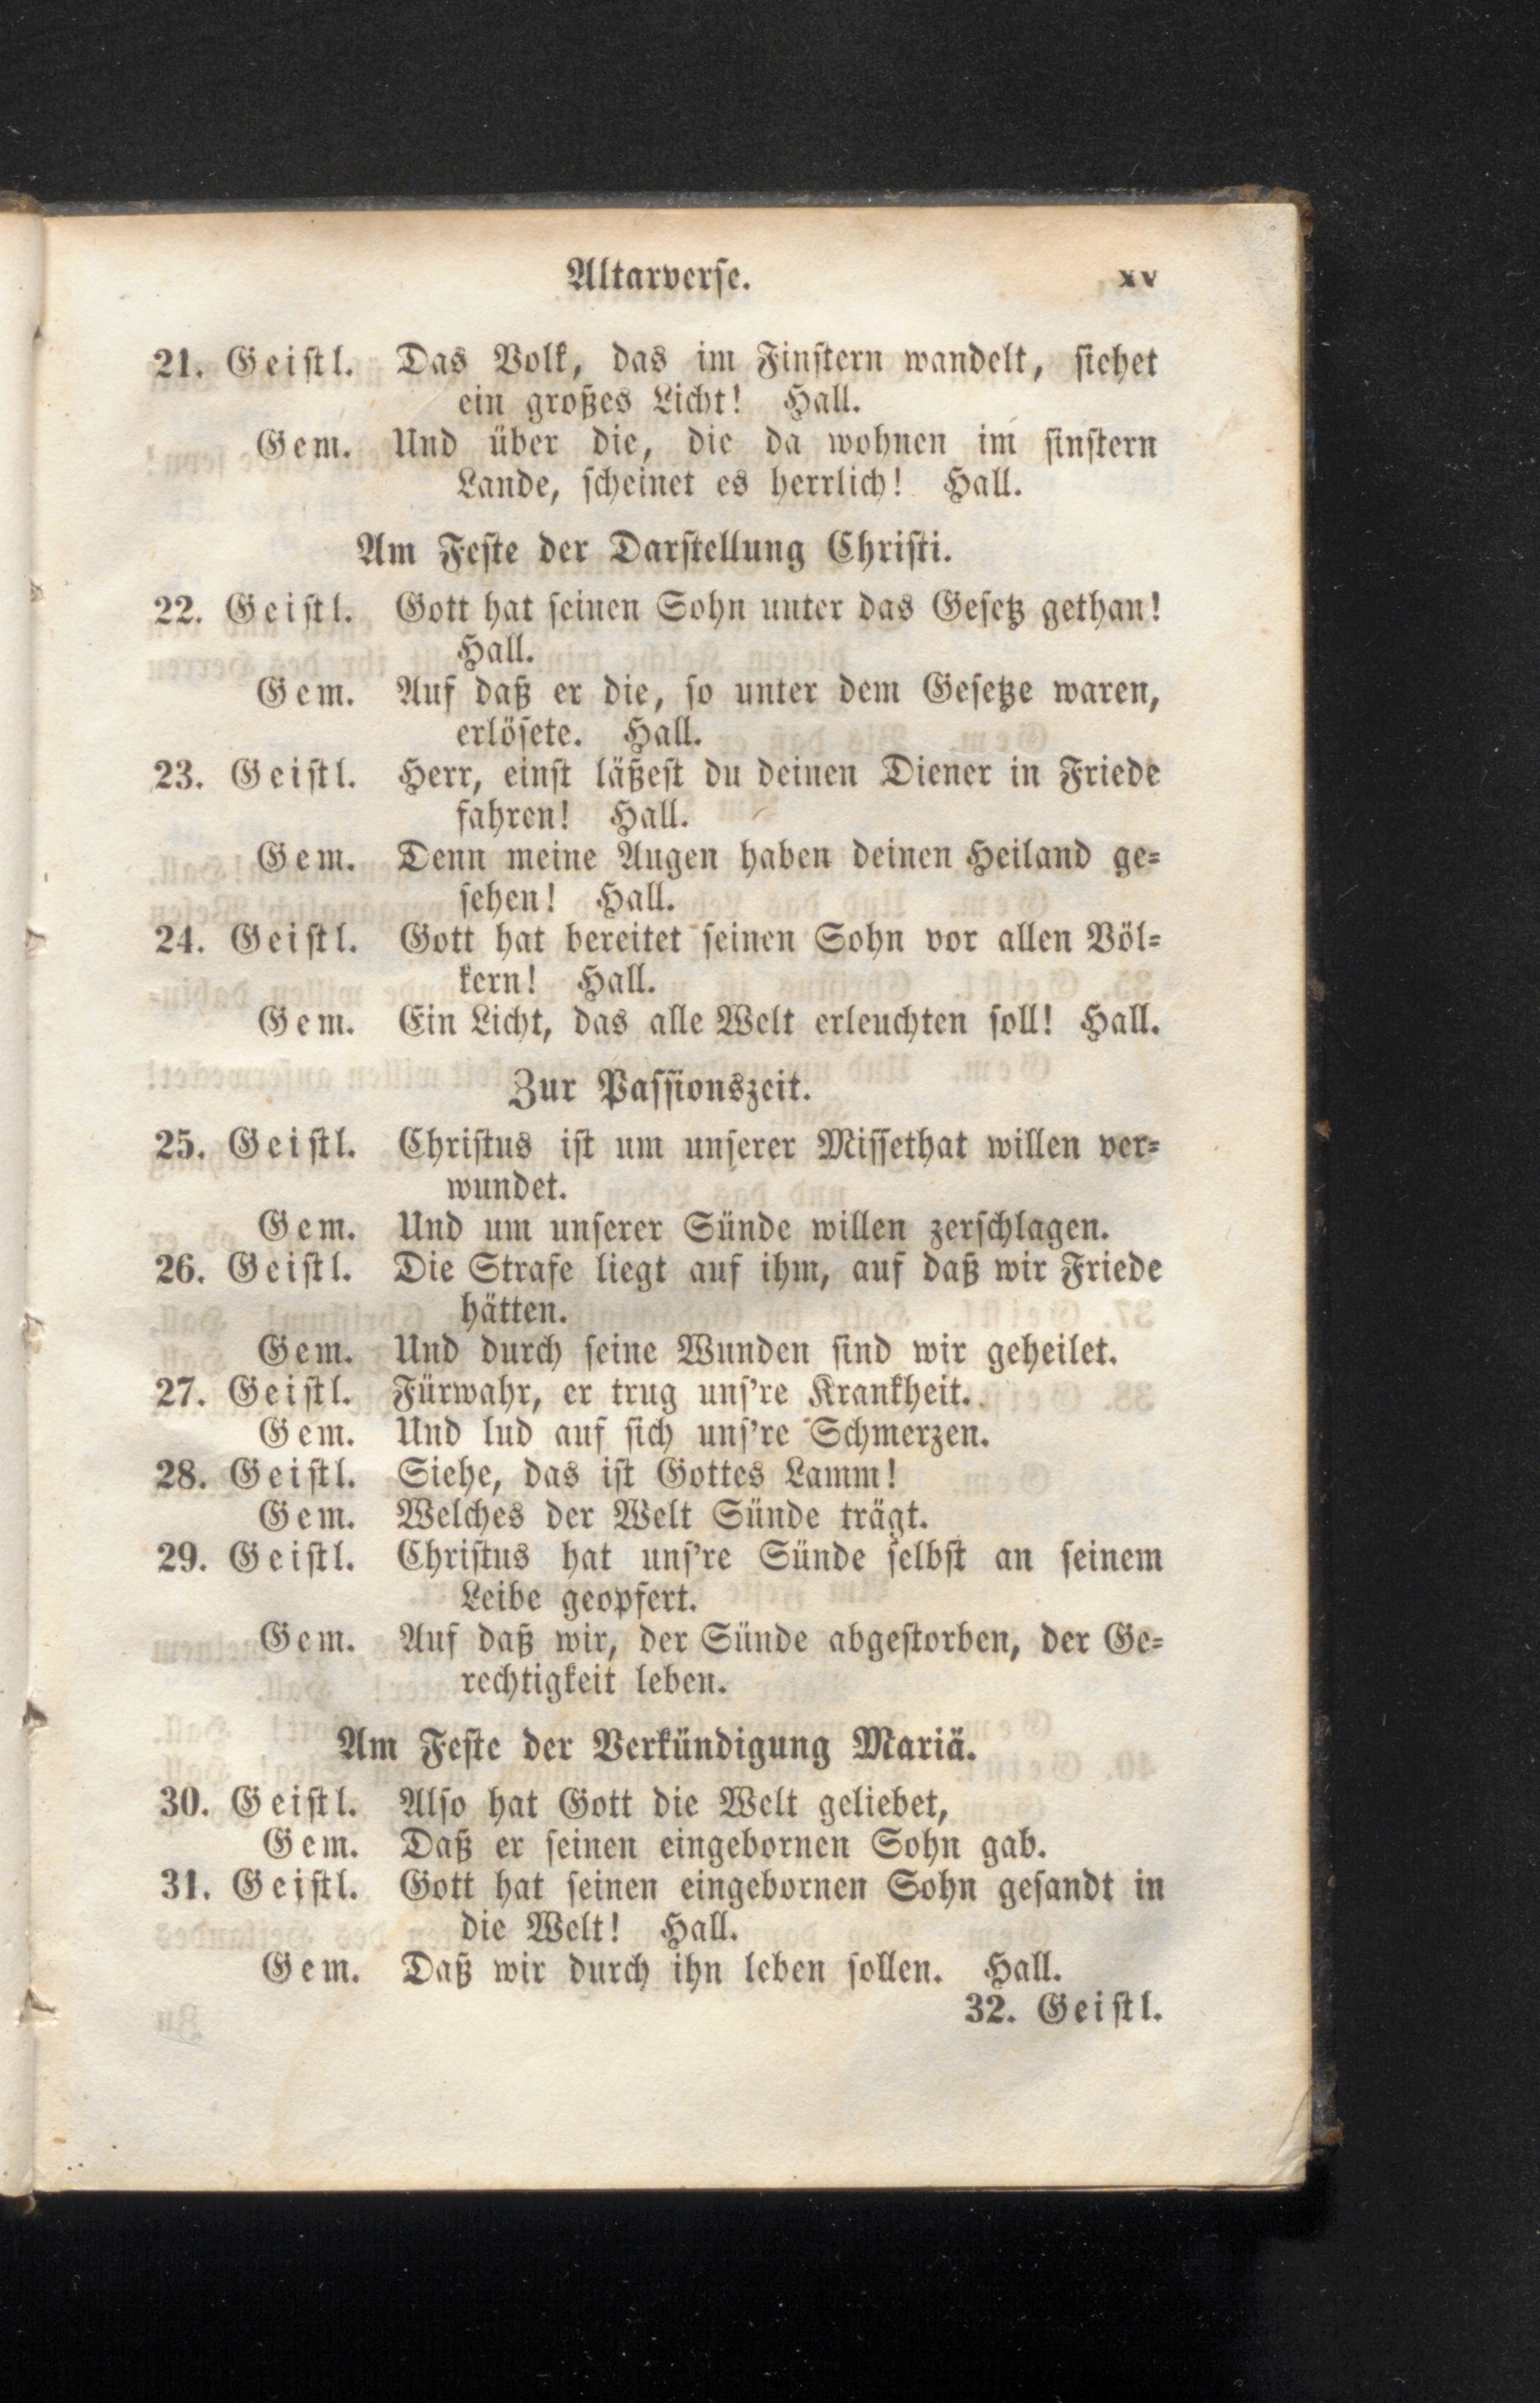 Altarverse. xv
21. Geistl. Das Volk, das im Finstern wandelt, siehet
ein großes Licht! Hall.
Gem. Und über die, die da wohnen im finstern
Lande, scheinet es herrlich! Hall.
Am Feste der Darstellung Christi.
22. Geistl. Gott hat seinen Sohn unter das Gesetz gethan!
Hall.
Gem. Auf daß er die, so unter dem Gesetze waren,
erlösete. Hall.
23. Geistl. Herr, einst läßest du deinen Diener in Friede
fahren! Hall.
Gem. Denn meine Augen haben deinen Heiland ge-
sehen! Hall.
24. Geistl. Gott hat bereitet seinen Sohn vor allen Völ-
kern! Hall.
Gem. Ein Licht, das alle Welt erleuchten soll! Hall.
Zur Passionszeit.
25. Geistl. Christus ist um unserer Missethat willen ver-
wundet.
Gem. Und um unserer Sünde willen zerschlagen.
26. Geistl. Die Strafe liegt auf ihm, auf daß wir Friede
hätten.
Gem. Und durch seine Wunden sind wir geheilet.
27. Geistl. Fürwahr, er trug uns're Krankheit.
Gem. Und lud auf sich uns're Schmerzen.
28. Geistl. Siehe, das ist Gottes Lamm!
Gem. Welches der Welt Sünde trägt.
29. Geistl. Christus hat uns're Sünde selbst an seinem
Leibe geopfert.
Gem. Auf daß wir, der Sünde abgestorben, der Ge-
rechtigkeit leben.
Am Feste der Verkündigung Mariä.
30. Geistl. Also hat Gott die Welt geliebet,
Gem. Daß er seinen eingebornen Sohn gab.
31. Geistl. Gott hat seinen eingebornen Sohn gesandt in
die Welt! Hall.
Gem. Daß wir durch ihn leben sollen. Hall.
32. Geistl.